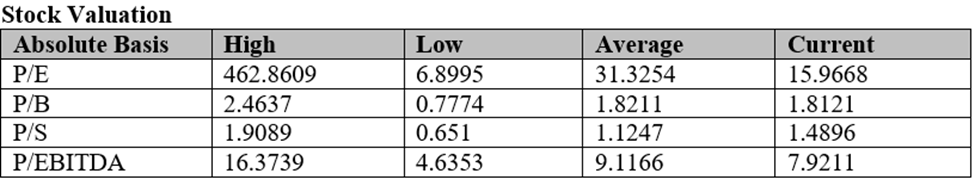 Stock Valuation
Absolute Basis High Low Average Current
P/E 462.8609 6.8995 31.3254 15.9668
P/B 2.4637 0.7774 1.8211 1.8121
P/S 1.9089 0.651 1.1247 1.4896
P/EBITDA 16.3739 4.6353 9.1166 7.9211